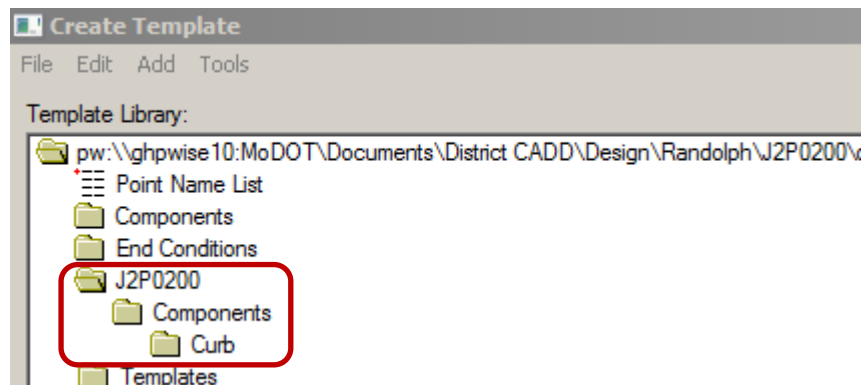 Create Template
File Edit Add Tools
Template Library:
pw:\\ghpwise10:MoDOT\Documents\District CADD\Design\Randolph\J2P0200\
Point Name List
Components
End Conditions
J2P0200
Components
Curb
Templates